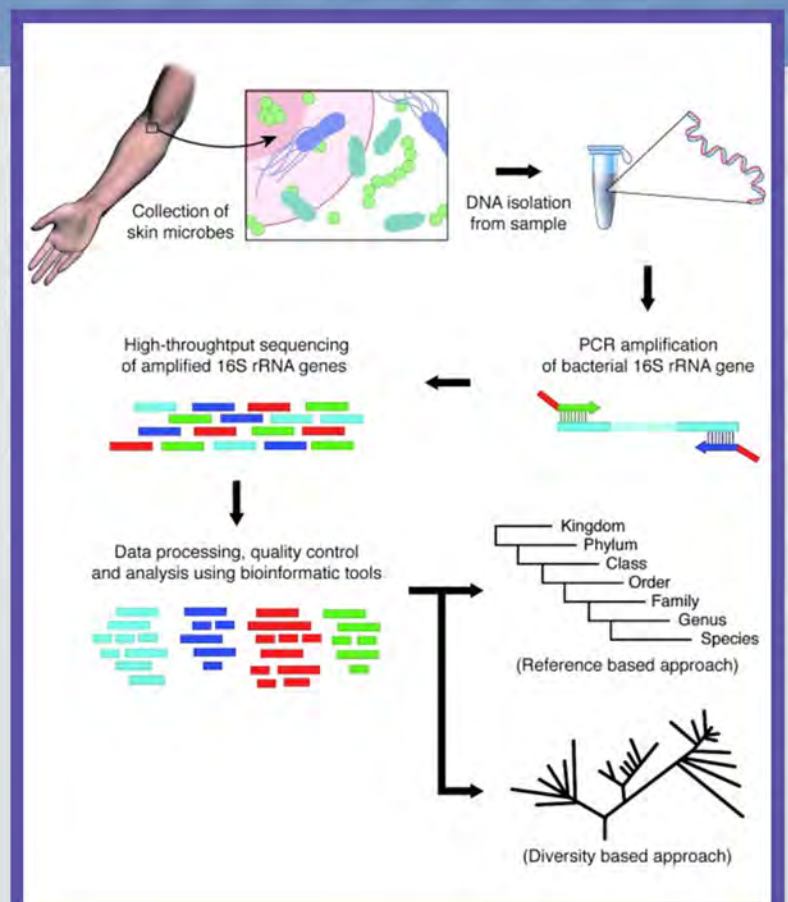 Collection of
skin microbes
DNA isolation
from sample
PCR amplification
of bacterial 16S rRNA gene
High-throughtput sequencing
of amplified 16S rRNA genes
Data processing, quality control
and analysis using bioinformatic tools
Kingdom
Phylum
Class
Order
Family
Genus
Species
(Reference based approach)
(Diversity based approach)